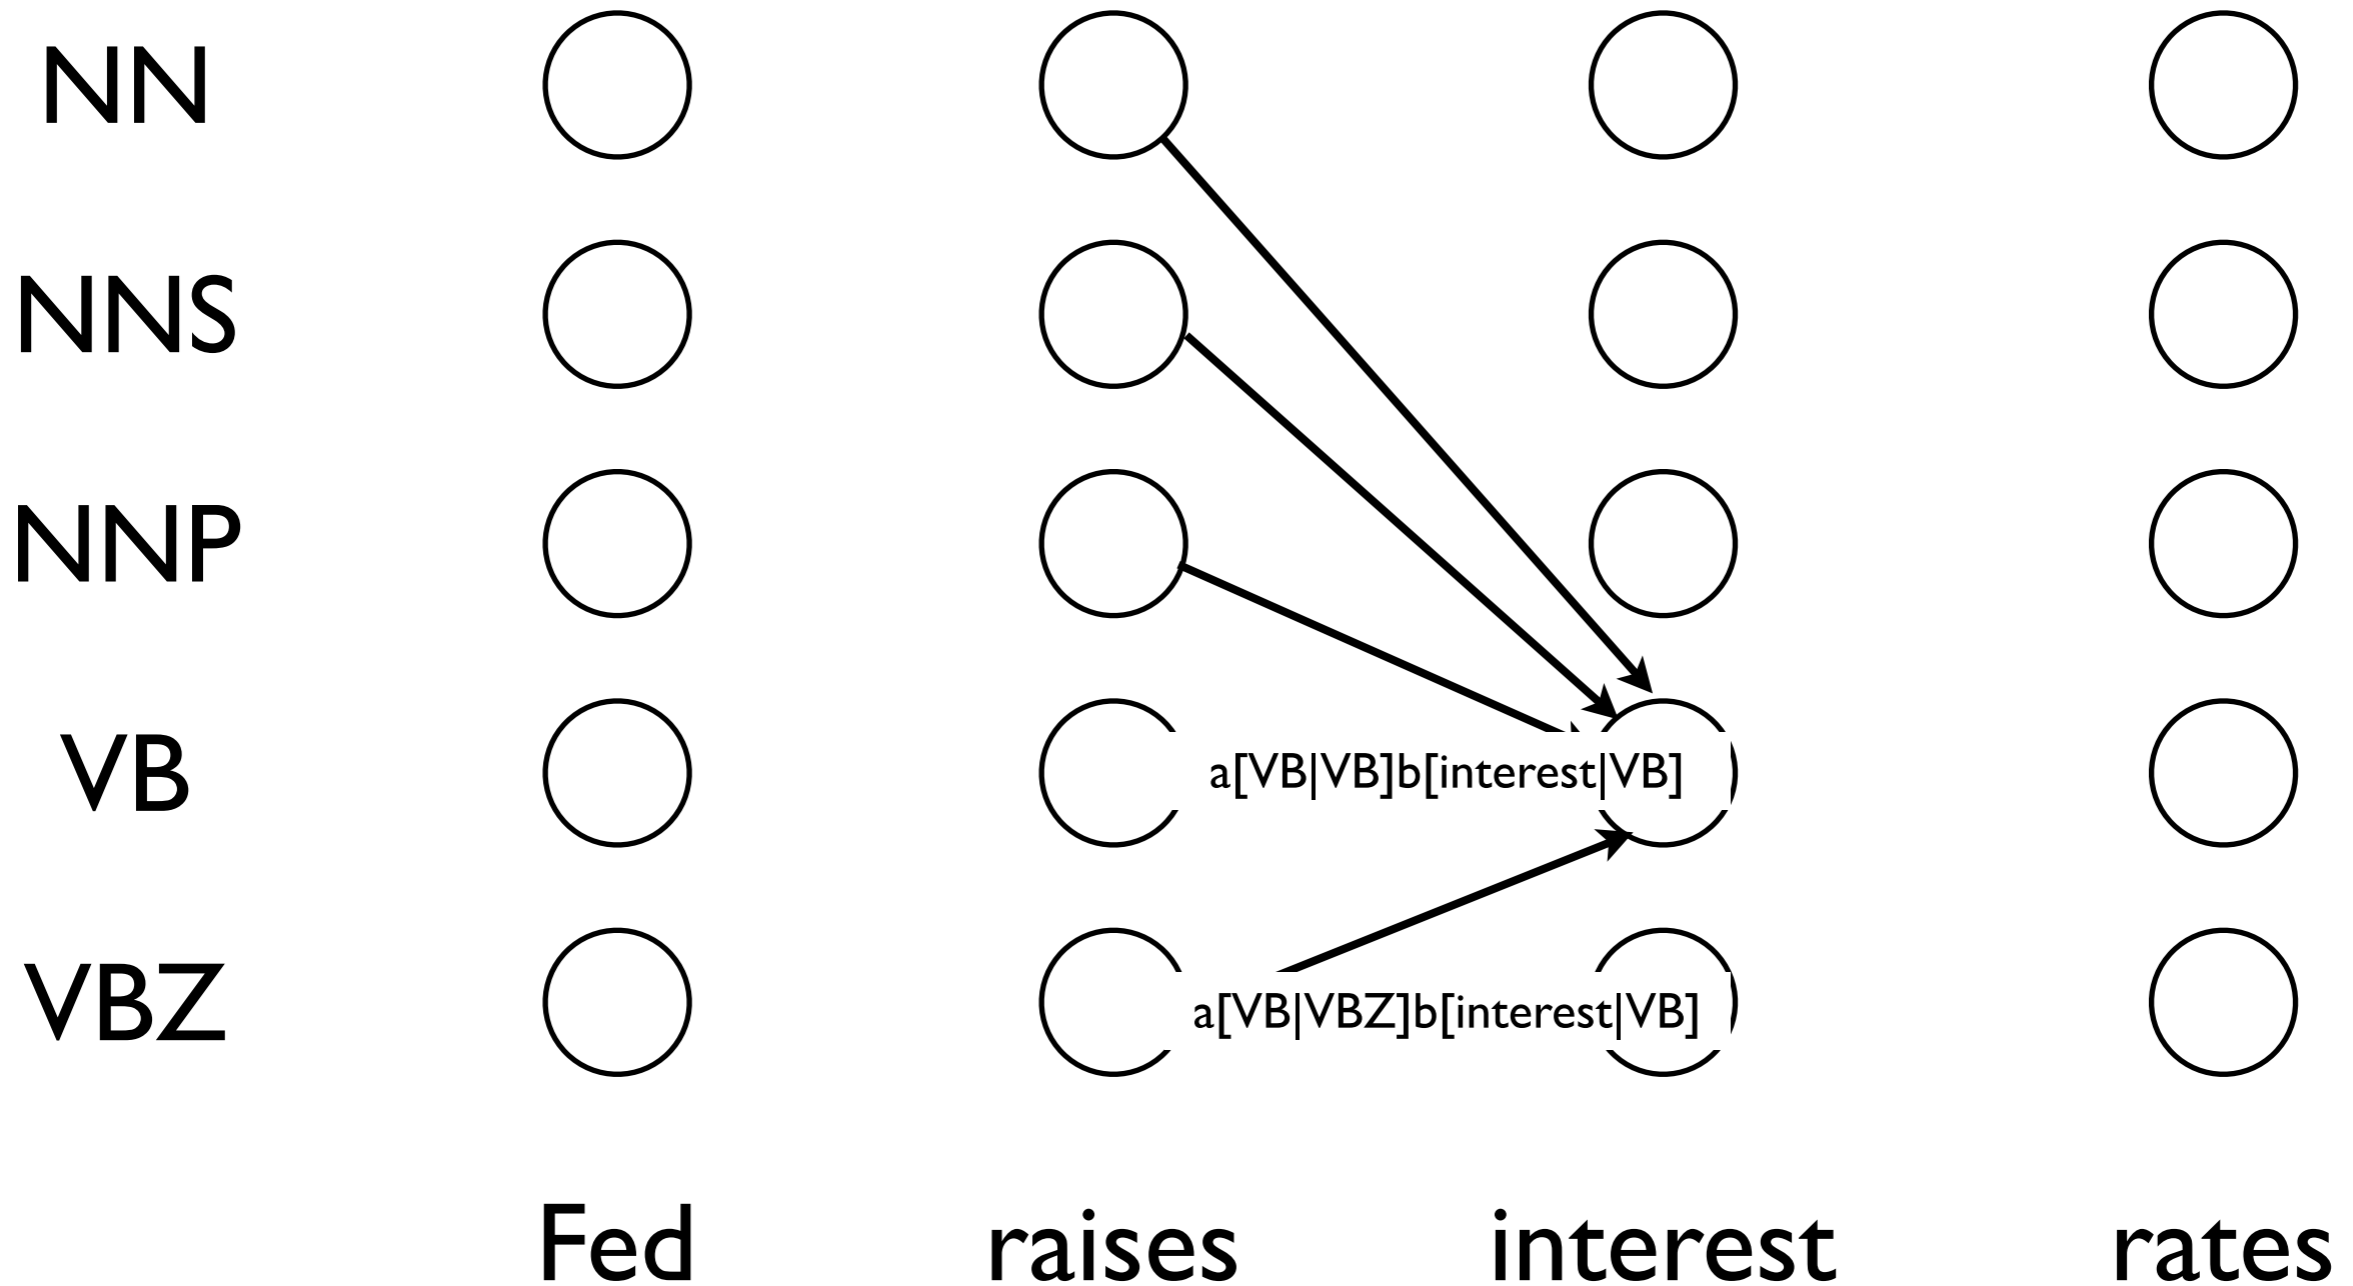 NN
NNS
NNP
VB a[VB|VB]b[interest|VB]
VBZ a[VB|VBZ]b[interest|VB]
Fed raises interest rates